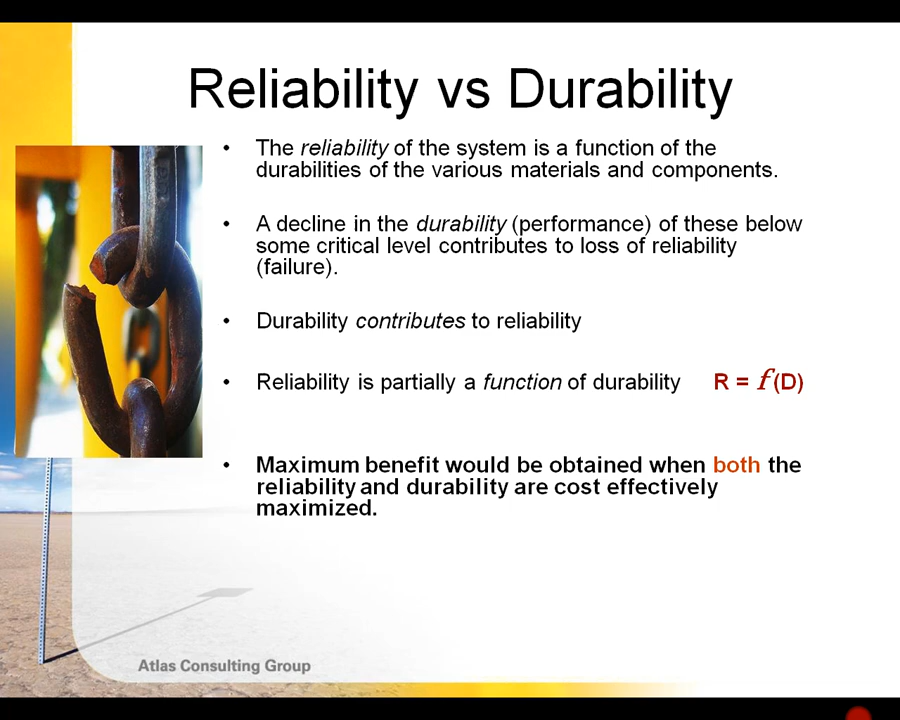 Reliability vs Durability
• The reliability of the system is a function of the
durabilities of the various materials and components.
• A decline in the durability (performance) of these below
some critical level contributes to loss of reliability
(failure).
• Durability contributes to reliability
• Reliability is partially a function of durability R = f (D)
• Maximum benefit would be obtained when both the
reliability and durability are cost effectively
maximized.
Atlas Consulting Group